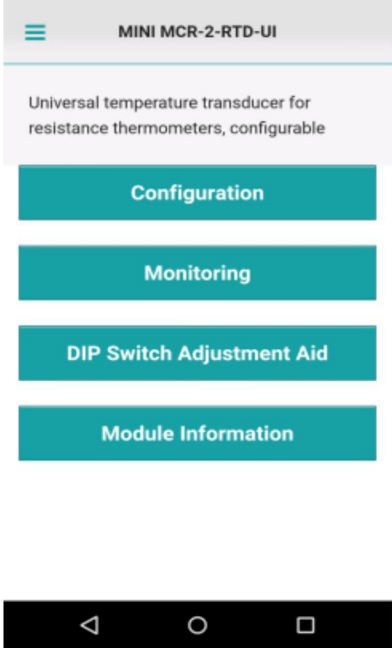 MINI MCR-2-RTD-UI
Universal temperature transducer for
resistance thermometers, configurable
Configuration
Monitoring
DIP Switch Adjustment Aid
Module Information